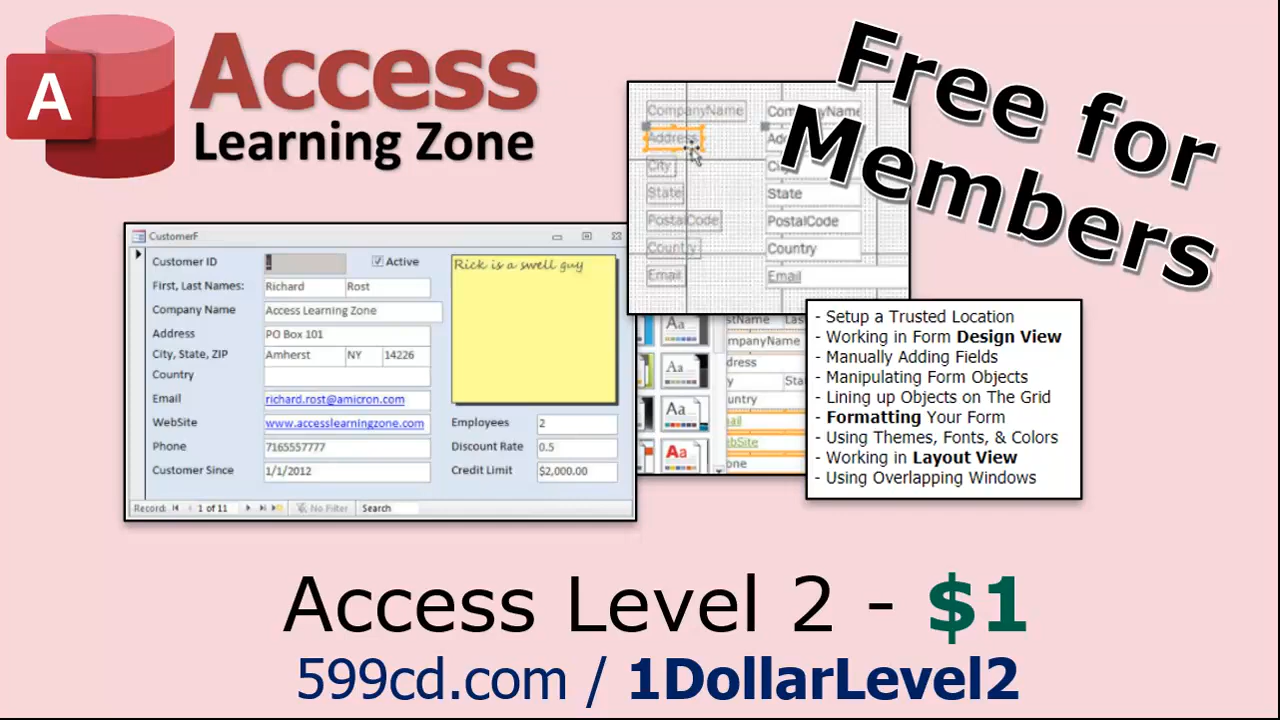 A
Access
Learning Zone
Free for
Members
CompanyName CompanyName
Address
City
State State
PostalCode PostalCode
Country Country
Email Email
CustomerF
Customer ID Active
First, Last Names: Richard Rost
Company Name Access Learning Zone
Address PO Box 101
City, State, ZIP Amherst NY 14226
Country
Email richard.rost@amicron.com
WebSite www.accesslearningzone.com
Phone 7165557777
Customer Since 1/1/2012
Rick is a swell guy
Employees 2
Discount Rate 0.5
Credit Limit $2,000.00
Record: 1 of 11 No Filter Search
Aa
Aa
Aa
Aa
- Setup a Trusted Location
- Working in Form Design View
- Manually Adding Fields
- Manipulating Form Objects
- Lining up Objects on The Grid
- Formatting Your Form
- Using Themes, Fonts, & Colors
- Working in Layout View
- Using Overlapping Windows
Access Level 2 - $1
599cd.com / 1DollarLevel2